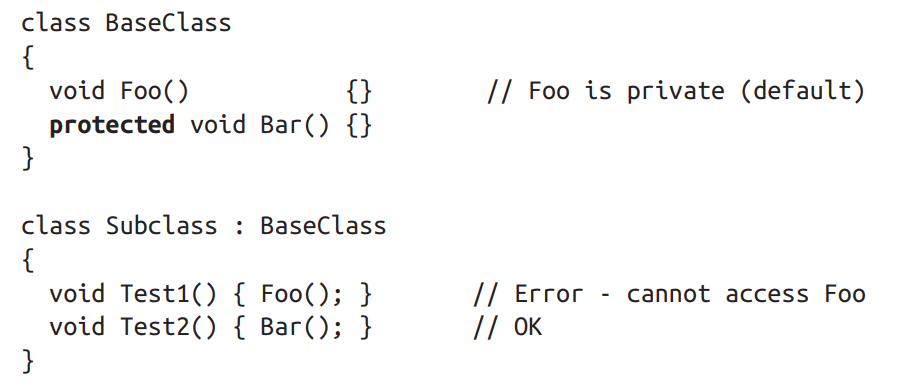 class BaseClass
{
  void Foo()           {}        // Foo is private (default)
  protected void Bar() {}
}

class Subclass : BaseClass
{
  void Test1() { Foo(); }       // Error - cannot access Foo
  void Test2() { Bar(); }       // OK
}